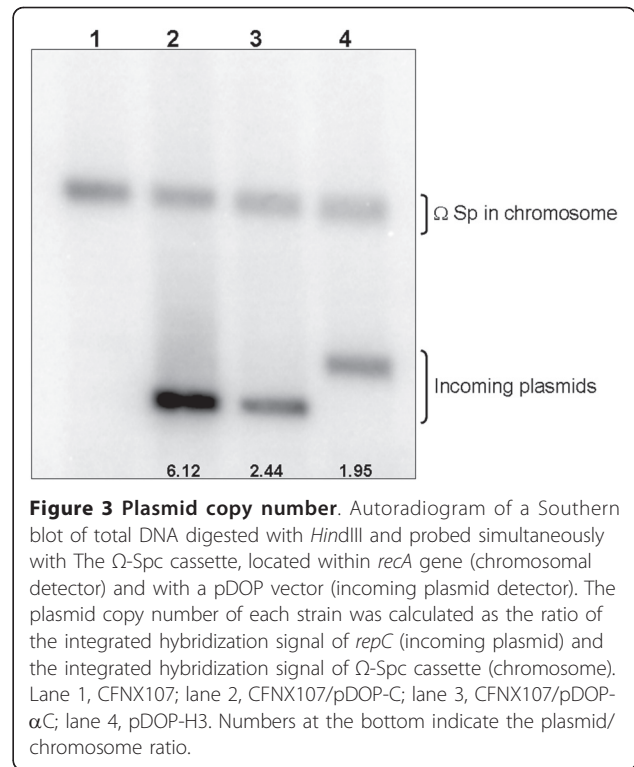 1 2 3 4
Ω Sp in chromosome
Incoming plasmids
6.12 2.44 1.95
Figure 3 Plasmid copy number. Autoradiogram of a Southern
blot of total DNA digested with HindIII and probed simultaneously
with The Ω-Spc cassette, located within recA gene (chromosomal
detector) and with a pDOP vector (incoming plasmid detector). The
plasmid copy number of each strain was calculated as the ratio of
the integrated hybridization signal of repC (incoming plasmid) and
the integrated hybridization signal of Ω-Spc cassette (chromosome).
Lane 1, CFNX107; lane 2, CFNX107/pDOP-C; lane 3, CFNX107/pDOP-
αC; lane 4, pDOP-H3. Numbers at the bottom indicate the plasmid/
chromosome ratio.